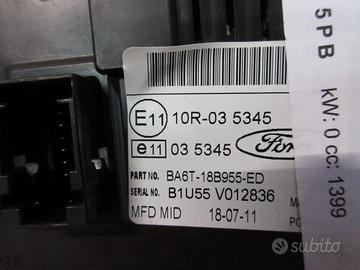 E11 10R-03 5345
e11 03 5345
Ford
PART NO. BA6T-18B955-ED
SERIAL NO. B1U55 V012836
MFD MID 18-07-11
5 P B kW: 0 cc: 1399
subito